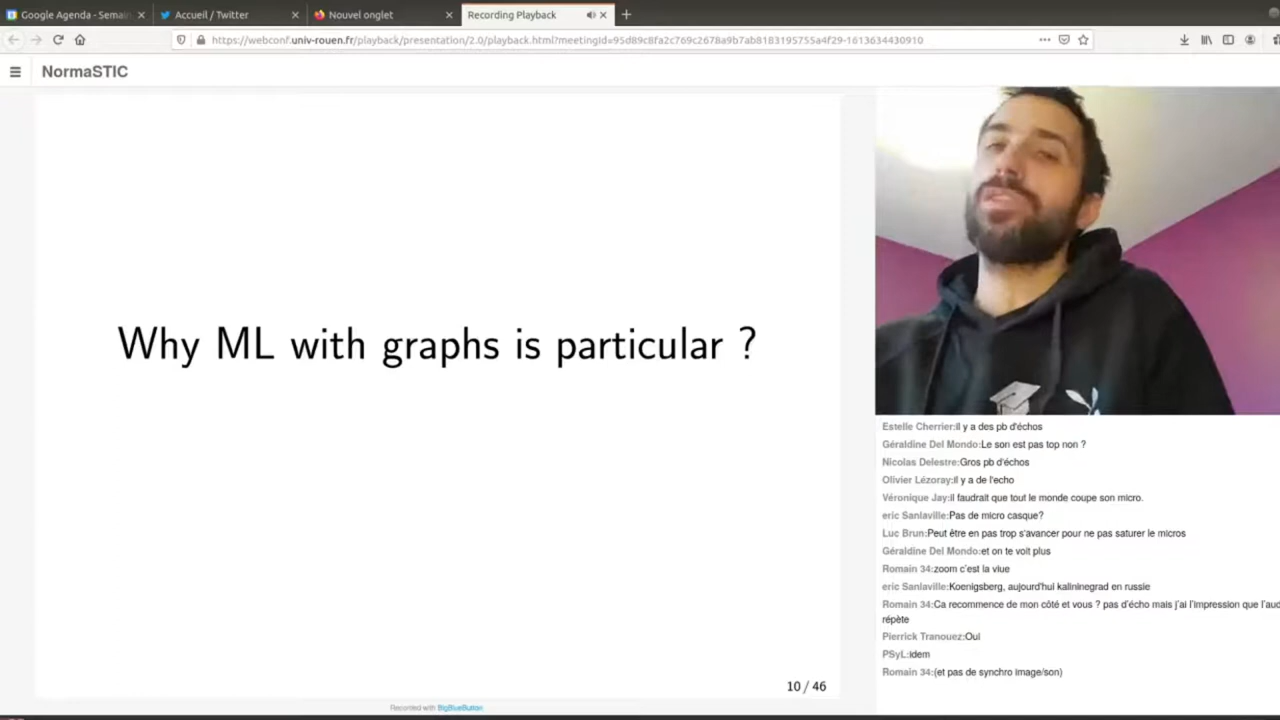 Google Agenda - Semain
Accueil / Twitter
Nouvel onglet
Recording Playback
https://webconf.univ-rouen.fr/playback/presentation/2.0/playback.html?meetingId=95d89c8fa2c769c2678a9b7ab8183195755a4f29-1613634430910
NormaSTIC
Why ML with graphs is particular ?
10 / 46
Recorded with BigBlueButton
Estelle Cherrier:il y a des pb d'échos
Géraldine Del Mondo:Le son est pas top non ?
Nicolas Delestre:Gros pb d'échos
Olivier Lézoray:il y a de l'echo
Véronique Jay:il faudrait que tout le monde coupe son micro.
eric Sanlaville:Pas de micro casque?
Luc Brun:Peut être en pas trop s'avancer pour ne pas saturer le micros
Géraldine Del Mondo:et on te voit plus
Romain 34:zoom c'est la viue
eric Sanlaville:Koenigsberg, aujourd'hui kalininegrad en russie
Romain 34:Ca recommence de mon côté et vous ? pas d'écho mais j'ai l'impression que l'aud
répète
Pierrick Tranouez:Oui
PSyL:idem
Romain 34:(et pas de synchro image/son)